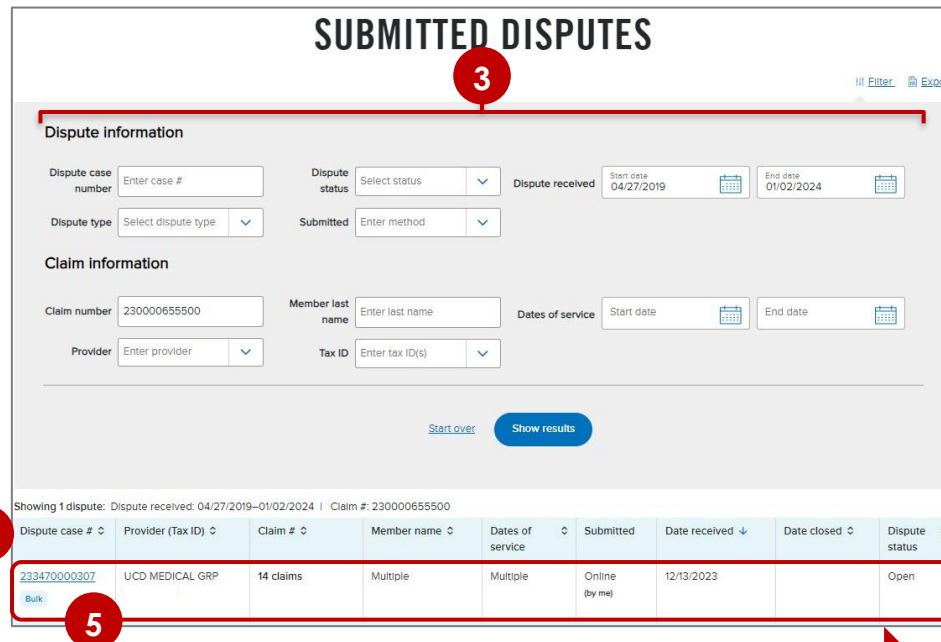 SUBMITTED DISPUTES
3
Filter Expo
Dispute information
Dispute case number Enter case # Dispute status Select status Dispute received Start date 04/27/2019 End date 01/02/2024
Dispute type Select dispute type Submitted Enter method
Claim information
Claim number 230000655500 Member last name Enter last name Dates of service Start date End date
Provider Enter provider Tax ID Enter tax ID(s)
Start over Show results
Showing 1 dispute: Dispute received: 04/27/2019–01/02/2024 | Claim #: 230000655500
Dispute case # Provider (Tax ID) Claim # Member name Dates of service Submitted Date received Date closed Dispute status
233470000307 UCD MEDICAL GRP 14 claims Multiple Multiple Online (by me) 12/13/2023 Open
Bulk
5